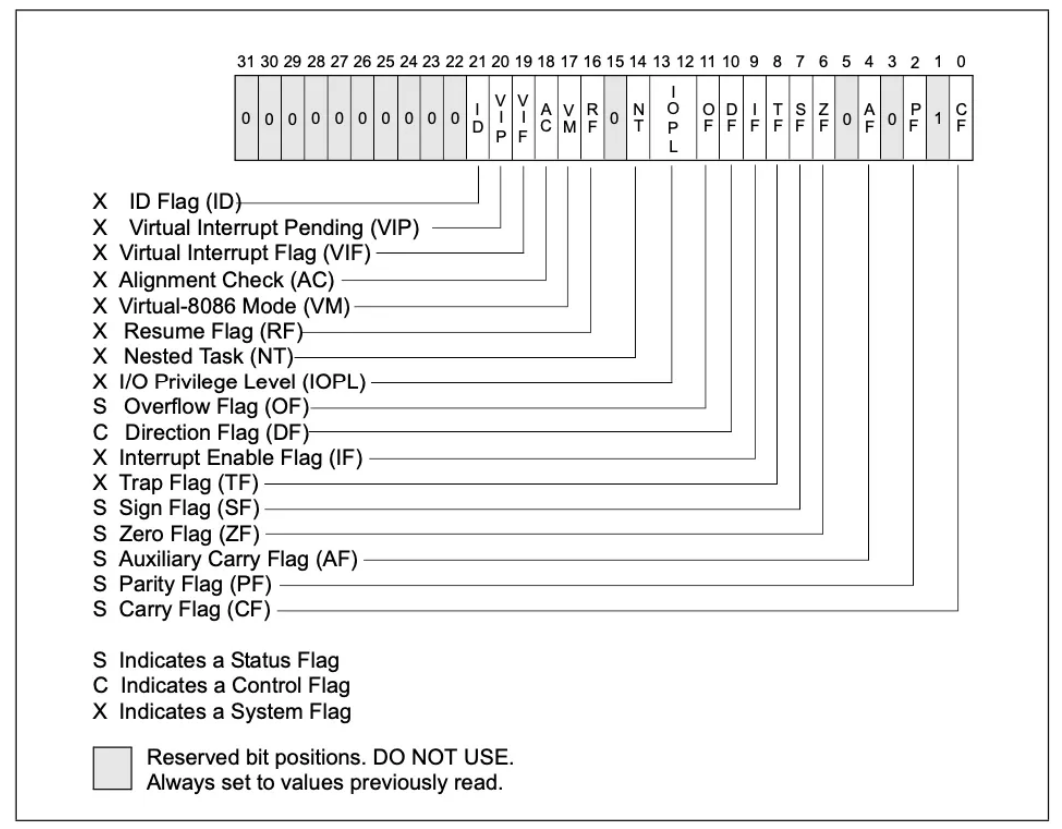 31 30 29 28 27 26 25 24 23 22 21 20 19 18 17 16 15 14 13 12 11 10 9 8 7 6 5 4 3 2 1 0
0 0 0 0 0 0 0 0 0 0 ID VIP VIF AC VM RF 0 NT IOPL OF DF IF TF SF ZF 0 AF 0 PF 1 CF
X ID Flag (ID)
X Virtual Interrupt Pending (VIP)
X Virtual Interrupt Flag (VIF)
X Alignment Check (AC)
X Virtual-8086 Mode (VM)
X Resume Flag (RF)
X Nested Task (NT)
X I/O Privilege Level (IOPL)
S Overflow Flag (OF)
C Direction Flag (DF)
X Interrupt Enable Flag (IF)
X Trap Flag (TF)
S Sign Flag (SF)
S Zero Flag (ZF)
S Auxiliary Carry Flag (AF)
S Parity Flag (PF)
S Carry Flag (CF)
S Indicates a Status Flag
C Indicates a Control Flag
X Indicates a System Flag
Reserved bit positions. DO NOT USE.
Always set to values previously read.